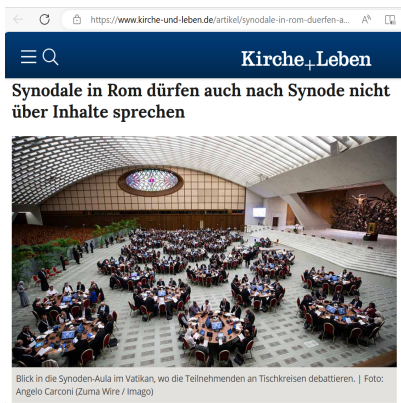 https://www.kirche-und-leben.de/artikel/synodale-in-rom-duerfen-a...
Kirche+Leben
Synodale in Rom dürfen auch nach Synode nicht
über Inhalte sprechen
Blick in die Synoden-Aula im Vatikan, wo die Teilnehmenden an Tischkreisen debattieren. | Foto:
Angelo Carconi (Zuma Wire / Imago)